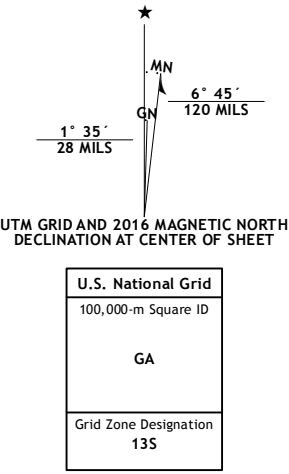 ★
MN
6° 45´
120 MILS
GN
1° 35´
28 MILS
UTM GRID AND 2016 MAGNETIC NORTH
DECLINATION AT CENTER OF SHEET
U.S. National Grid
100,000-m Square ID
GA
Grid Zone Designation
13S